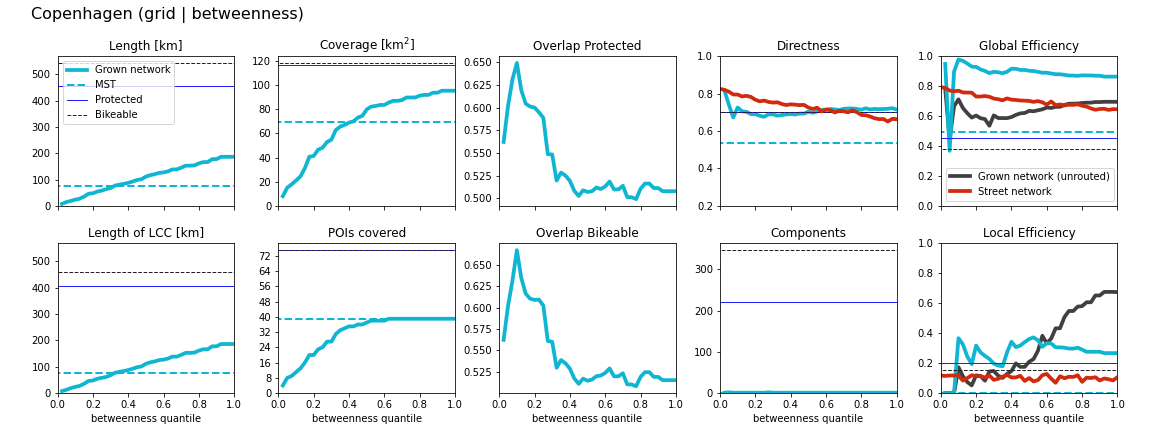 Copenhagen (grid | betweenness)
Length [km]
Coverage [km²]
Overlap Protected
Directness
Global Efficiency
500
400
300
200
100
0
Grown network
MST
Protected
Bikeable
120
100
80
60
40
20
0
0.650
0.625
0.600
0.575
0.550
0.525
0.500
1.0
0.8
0.6
0.4
0.2
1.0
0.8
0.6
0.4
0.2
0.0
Grown network (unrouted)
Street network
Length of LCC [km]
POIs covered
Overlap Bikeable
Components
Local Efficiency
500
400
300
200
100
0
0.0 0.2 0.4 0.6 0.8 1.0
betweenness quantile
72
64
56
48
40
32
24
16
8
0
0.0 0.2 0.4 0.6 0.8 1.0
betweenness quantile
0.650
0.625
0.600
0.575
0.550
0.525
0.0 0.2 0.4 0.6 0.8 1.0
betweenness quantile
300
200
100
0
0.0 0.2 0.4 0.6 0.8 1.0
betweenness quantile
1.0
0.8
0.6
0.4
0.2
0.0
0.0 0.2 0.4 0.6 0.8 1.0
betweenness quantile